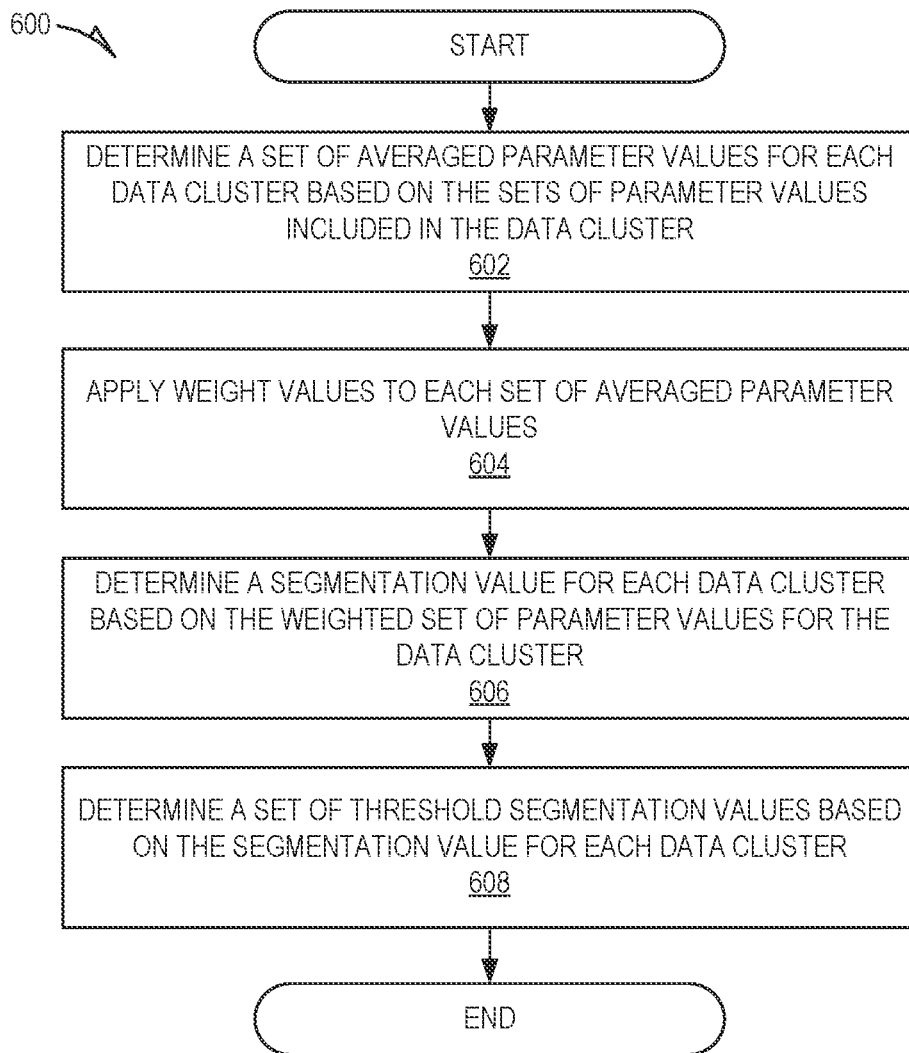 600
START
DETERMINE A SET OF AVERAGED PARAMETER VALUES FOR EACH
DATA CLUSTER BASED ON THE SETS OF PARAMETER VALUES
INCLUDED IN THE DATA CLUSTER
602
APPLY WEIGHT VALUES TO EACH SET OF AVERAGED PARAMETER
VALUES
604
DETERMINE A SEGMENTATION VALUE FOR EACH DATA CLUSTER
BASED ON THE WEIGHTED SET OF PARAMETER VALUES FOR THE
DATA CLUSTER
606
DETERMINE A SET OF THRESHOLD SEGMENTATION VALUES BASED
ON THE SEGMENTATION VALUE FOR EACH DATA CLUSTER
608
END